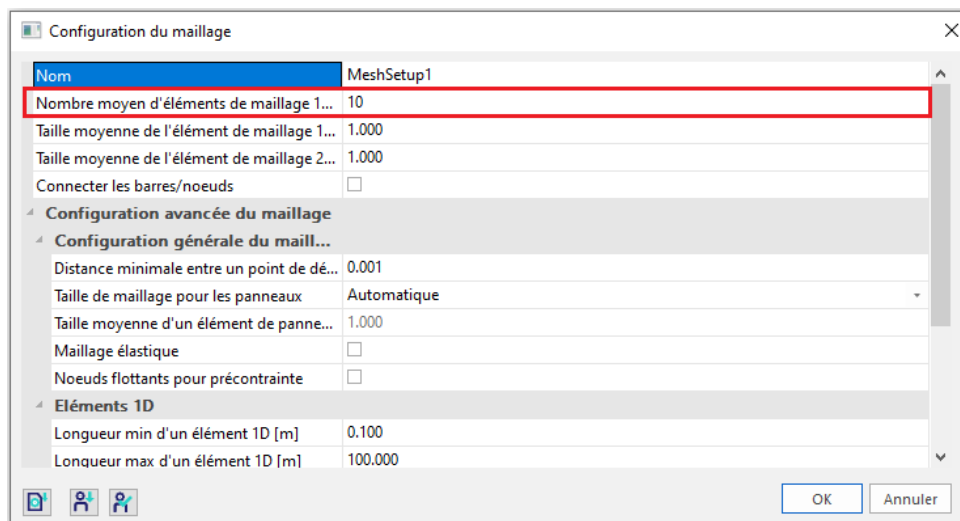 Configuration du maillage
Nom MeshSetup1
Nombre moyen d'éléments de maillage 1... 10
Taille moyenne de l'élément de maillage 1... 1.000
Taille moyenne de l'élément de maillage 2... 1.000
Connecter les barres/noeuds
Configuration avancée du maillage
Configuration générale du maill...
Distance minimale entre un point de dé... 0.001
Taille de maillage pour les panneaux Automatique
Taille moyenne d'un élément de panne... 1.000
Maillage élastique
Noeuds flottants pour précontrainte
Eléments 1D
Longueur min d'un élément 1D [m] 0.100
Longueur max d'un élément 1D [m] 100.000
OK Annuler